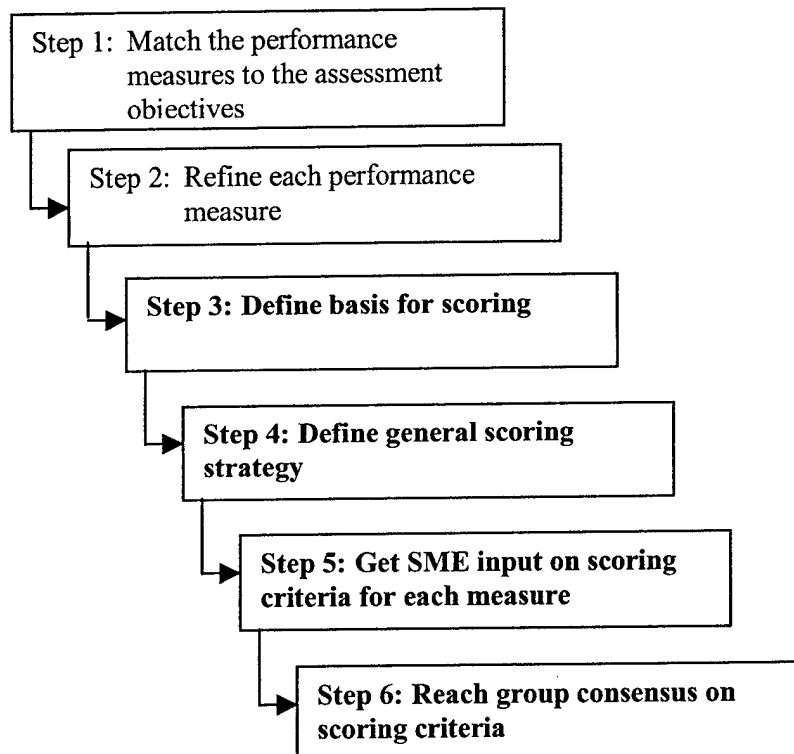 Step 1: Match the performance
measures to the assessment
objectives
Step 2: Refine each performance
measure
Step 3: Define basis for scoring
Step 4: Define general scoring
strategy
Step 5: Get SME input on scoring
criteria for each measure
Step 6: Reach group consensus on
scoring criteria